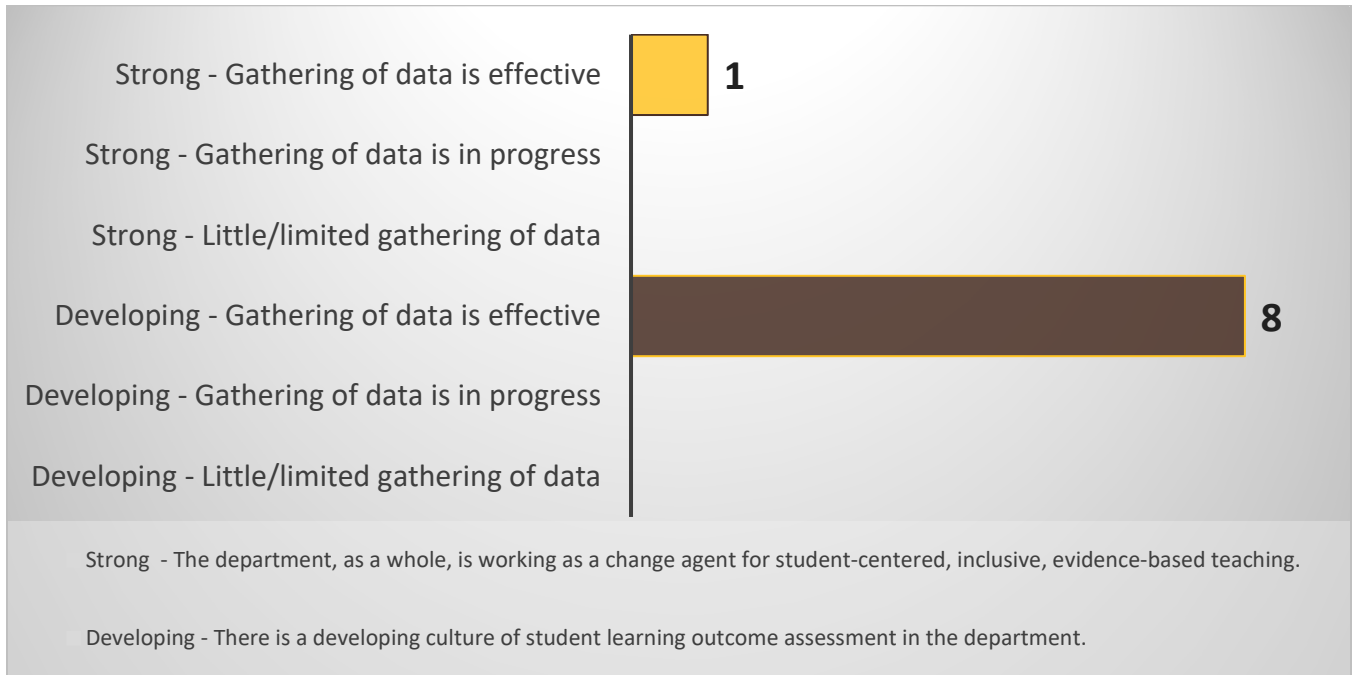 Strong - Gathering of data is effective
1
Strong - Gathering of data is in progress
Strong - Little/limited gathering of data
Developing - Gathering of data is effective
8
Developing - Gathering of data is in progress
Developing - Little/limited gathering of data
Strong - The department, as a whole, is working as a change agent for student-centered, inclusive, evidence-based teaching.
Developing - There is a developing culture of student learning outcome assessment in the department.